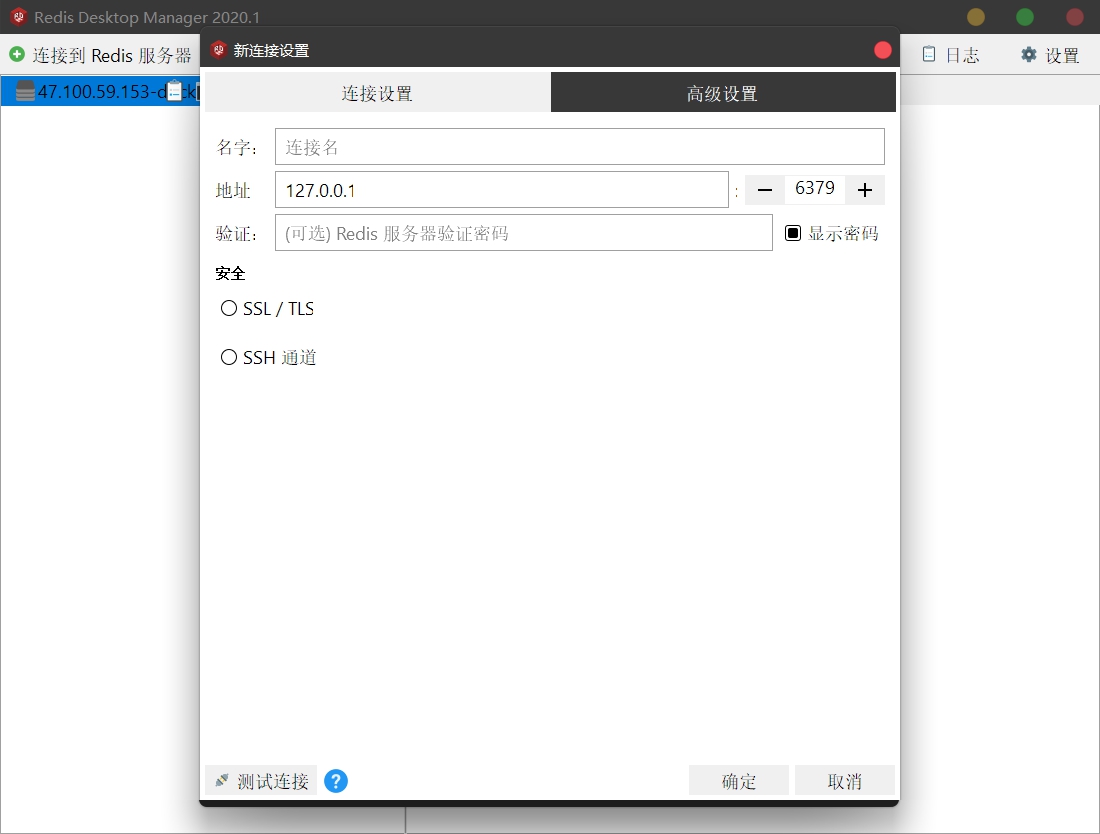 Redis Desktop Manager 2020.1
连接到 Redis 服务器
日志
设置
47.100.59.153-d ck
新连接设置
连接设置
高级设置
名字:
连接名
地址
127.0.0.1
:
6379
验证:
(可选) Redis 服务器验证密码
显示密码
安全
SSL / TLS
SSH 通道
测试连接
?
确定
取消